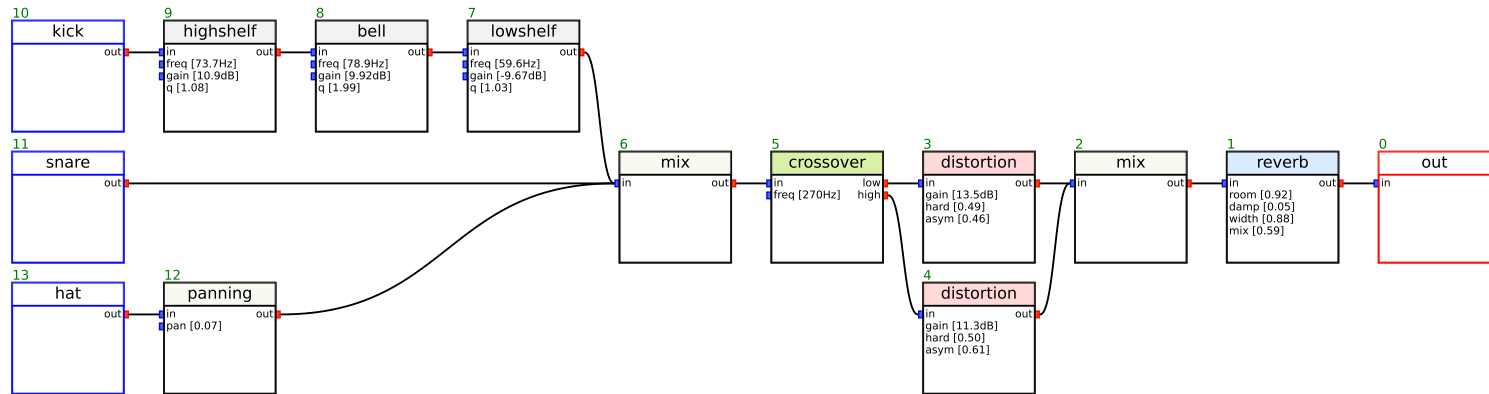 10
kick
out
9
highshelf
in out
freq [73.7Hz]
gain [10.9dB]
q [1.08]
8
bell
in out
freq [78.9Hz]
gain [9.92dB]
q [1.99]
7
lowshelf
in out
freq [59.6Hz]
gain [-9.67dB]
q [1.03]
11
snare
out
6
mix
in out
5
crossover
in low
freq [270Hz] high
3
distortion
in out
gain [13.5dB]
hard [0.49]
asym [0.46]
2
mix
in out
1
reverb
in out
room [0.92]
damp [0.05]
width [0.88]
mix [0.59]
0
out
in
13
hat
out
12
panning
in out
pan [0.07]
4
distortion
in out
gain [11.3dB]
hard [0.50]
asym [0.61]